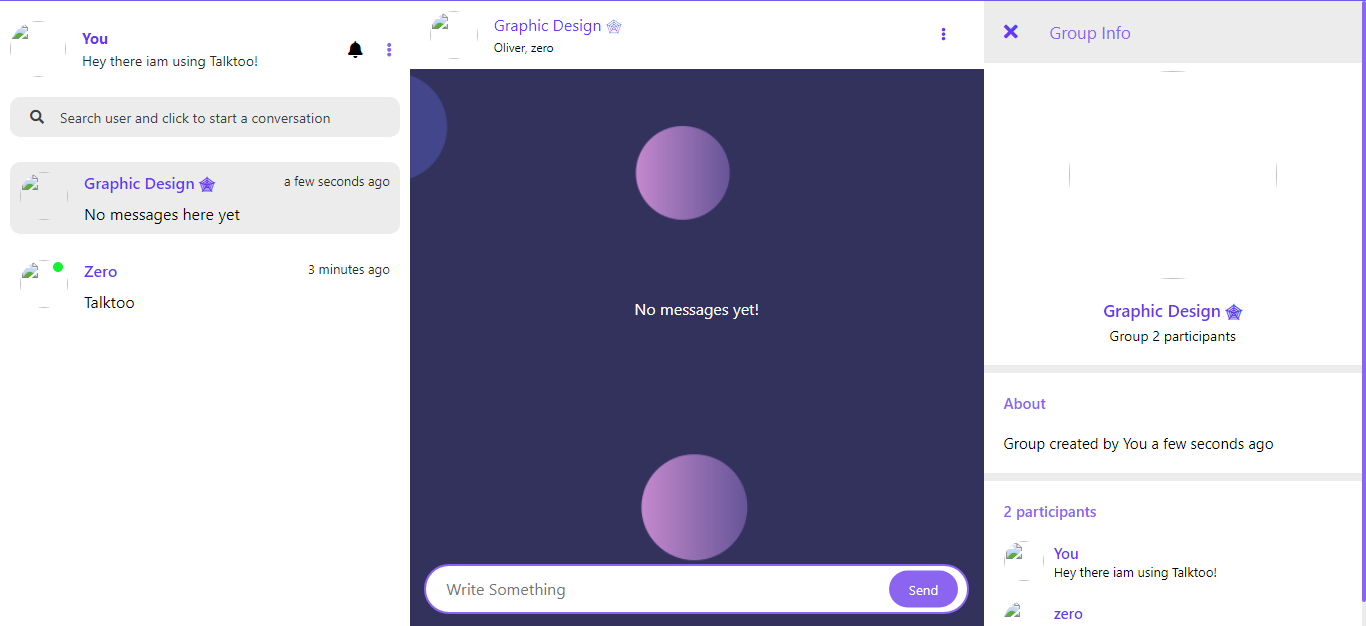 You
Hey there iam using Talktoo!
Search user and click to start a conversation
Graphic Design
a few seconds ago
No messages here yet
Zero
3 minutes ago
Talktoo
Graphic Design
Oliver, zero
No messages yet!
Write Something
Send
Group Info
Graphic Design
Group 2 participants
About
Group created by You a few seconds ago
2 participants
You
Hey there iam using Talktoo!
zero